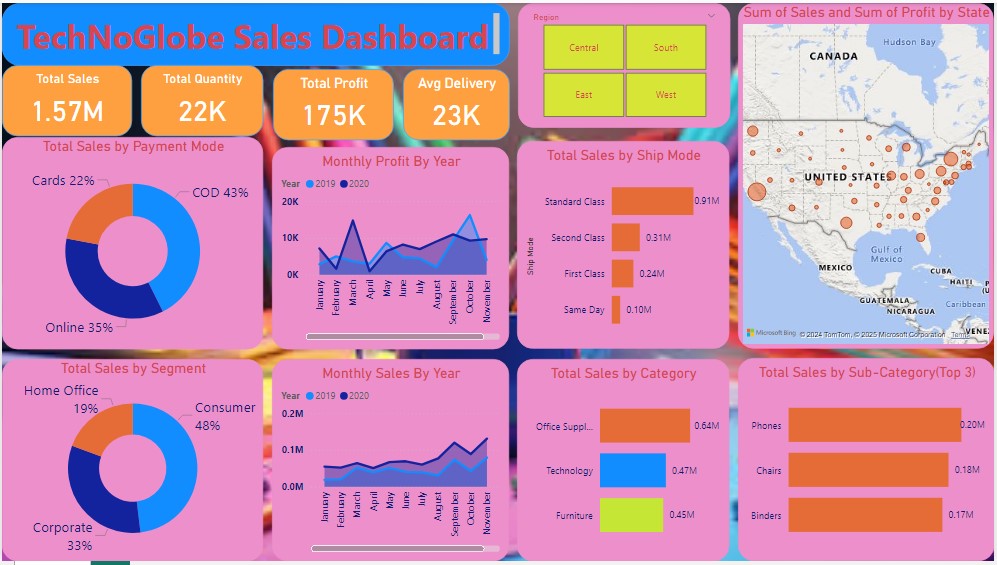 TechNoGlobe Sales Dashboard
Total Sales
1.57M
Total Quantity
22K
Total Profit
175K
Avg Delivery
23K
Region
Central
South
East
West
Sum of Sales and Sum of Profit by State
Hudson Bay
CANADA
UNITED STATES
Gulf of
Mexico
MEXICO
CUBA
HAITI
GUATEMALA
Caribbean
NICARAGUA
Microsoft Bing
© 2024 TomTom, © 2025 Microsoft Corporation
Terms
VENEZ
Total Sales by Payment Mode
Cards 22%
COD 43%
Online 35%
Monthly Profit By Year
Year 2019 2020
20K
10K
0K
January
February
March
April
May
June
July
August
September
October
November
Total Sales by Ship Mode
Ship Mode
Standard Class 0.91M
Second Class 0.31M
First Class 0.24M
Same Day 0.10M
Total Sales by Segment
Home Office
19%
Consumer
48%
Corporate
33%
Monthly Sales By Year
Year 2019 2020
0.2M
0.1M
0.0M
January
February
March
April
May
June
July
August
September
October
November
Total Sales by Category
Office Suppl... 0.64M
Technology 0.47M
Furniture 0.45M
Total Sales by Sub-Category(Top 3)
Phones 0.20M
Chairs 0.18M
Binders 0.17M